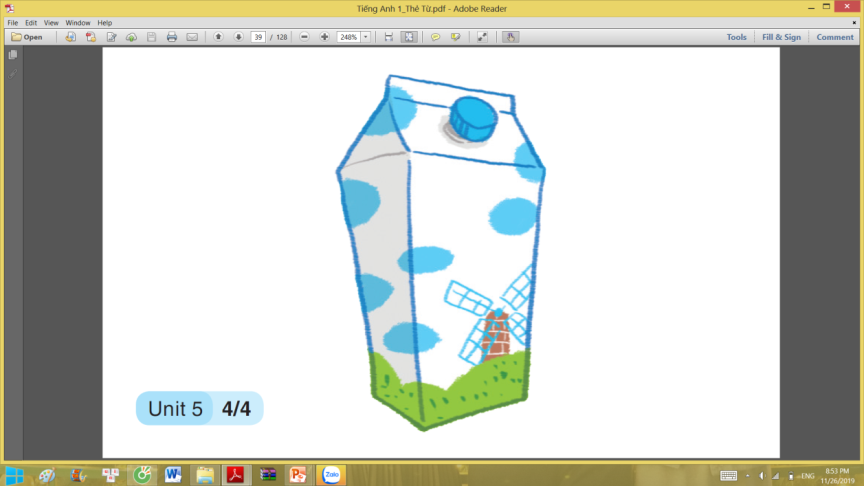 Tiếng Anh 1_Thẻ Từ.pdf - Adobe Reader
File Edit View Window Help
Open 39 / 128 248% Tools Fill & Sign Comment
Unit 5 4/4
Zalo
ENG
8:53 PM
11/26/2019